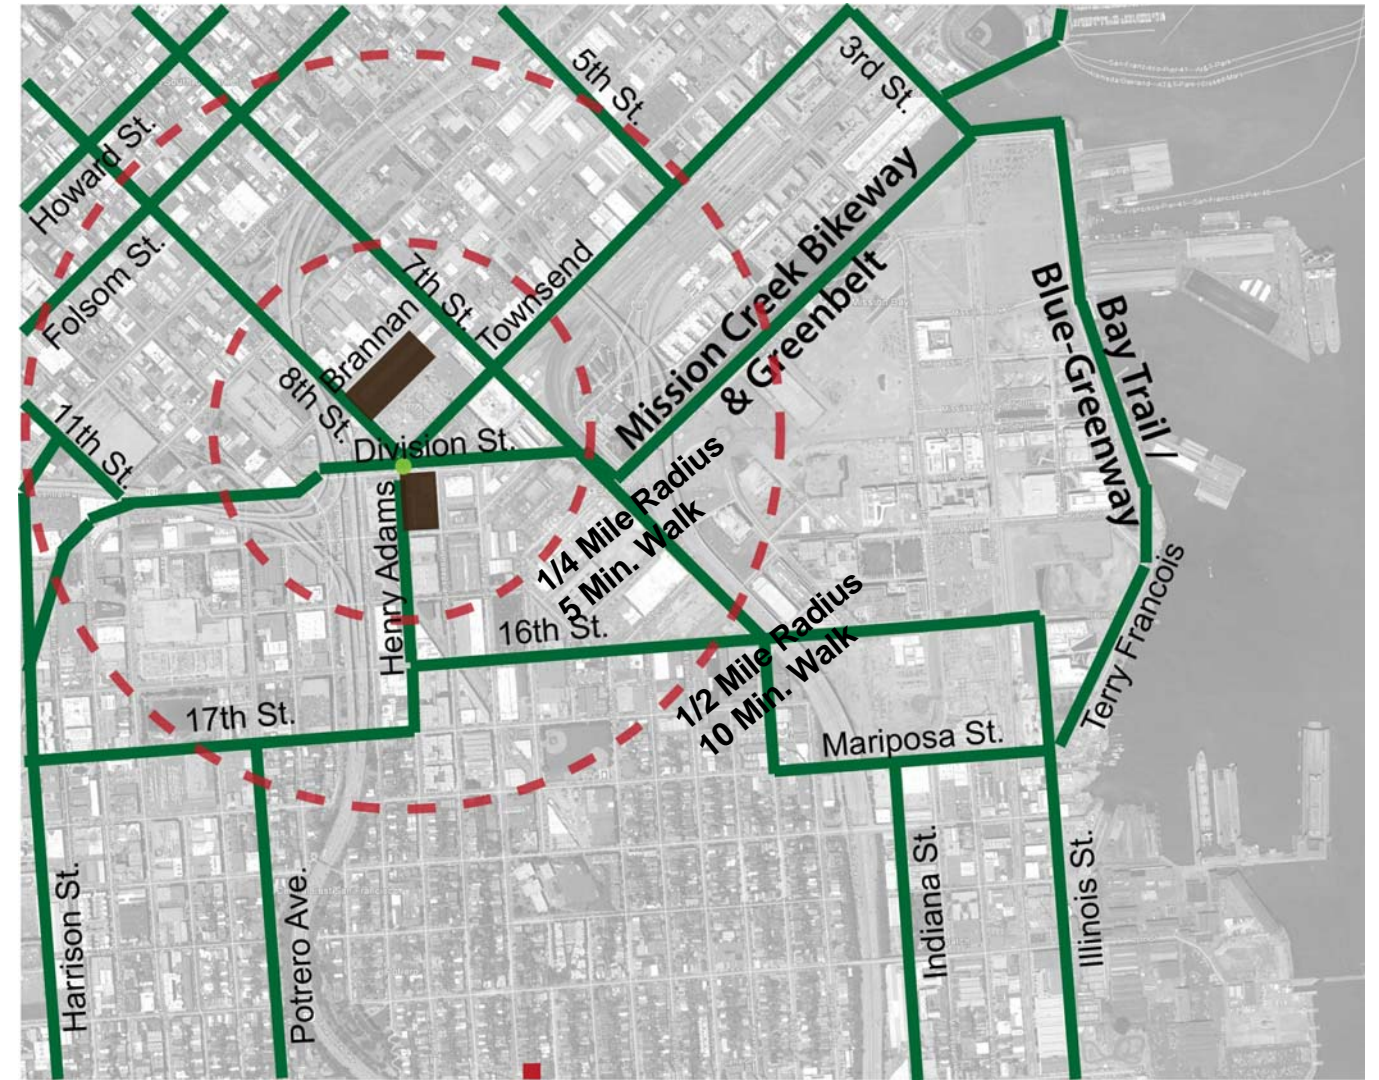 3rd St.
5th St.
Howard St.
Folsom St.
7th St.
Townsend
Brannan
8th St.
11th St.
Division St.
Mission Creek Bikeway
& Greenbelt
Bay Trail /
Blue-Greenway
Henry Adams
1/4 Mile Radius
5 Min. Walk
16th St.
1/2 Mile Radius
10 Min. Walk
Terry Francois
17th St.
Mariposa St.
Harrison St.
Potrero Ave.
Indiana St.
Illinois St.